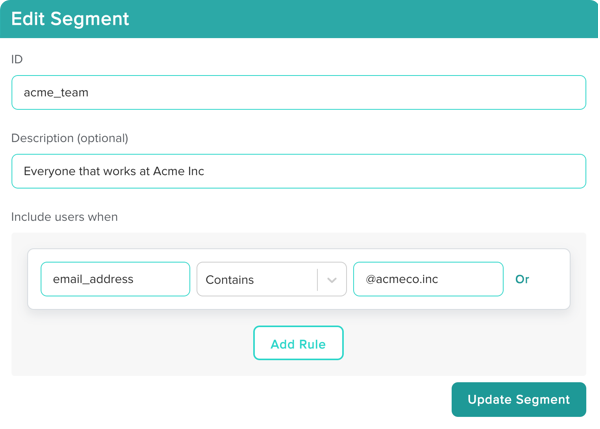 Edit Segment
ID
acme_team
Description (optional)
Everyone that works at Acme Inc
Include users when
email_address Contains @acmeco.inc Or
Add Rule
Update Segment